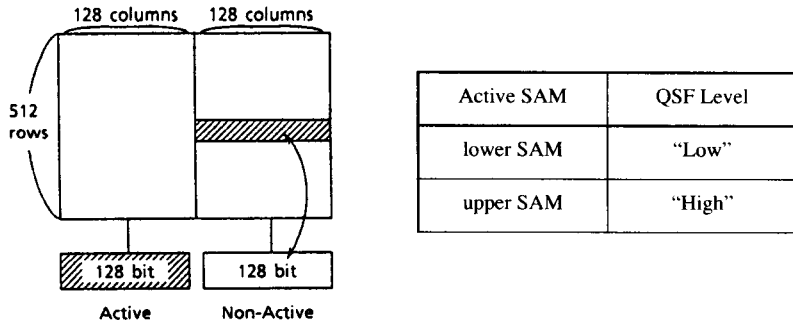 128 columns 128 columns
512
rows
128 bit 128 bit
Active Non-Active
Active SAM QSF Level
lower SAM “Low”
upper SAM “High”